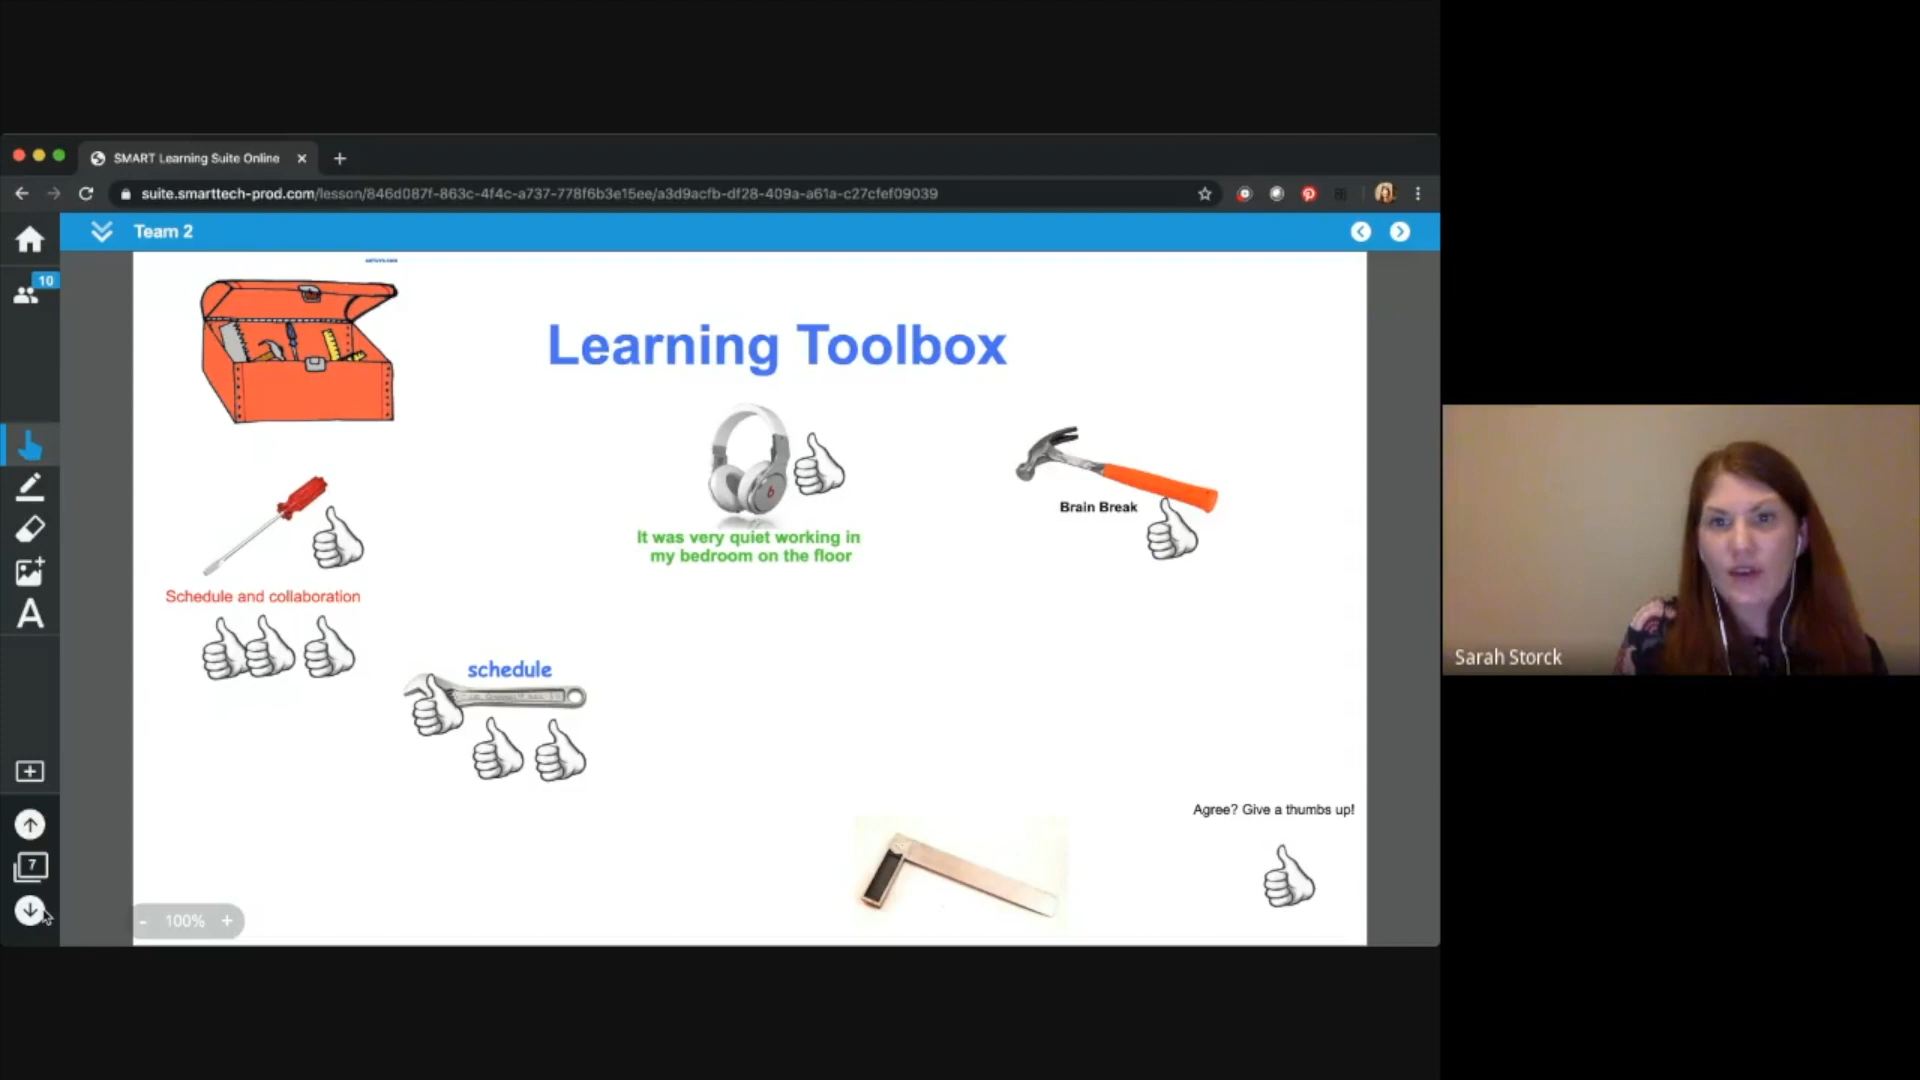 SMART Learning Suite Online
suite.smarttech-prod.com/lesson/846d087f-863c-4f4c-a737-778f6b3e15ee/a3d9acfb-df28-409a-a61a-c27cfef09039
Team 2
10
Learning Toolbox
Brain Break
It was very quiet working in
my bedroom on the floor
Schedule and collaboration
schedule
Sarah Storck
Agree? Give a thumbs up!
7
- 100% +